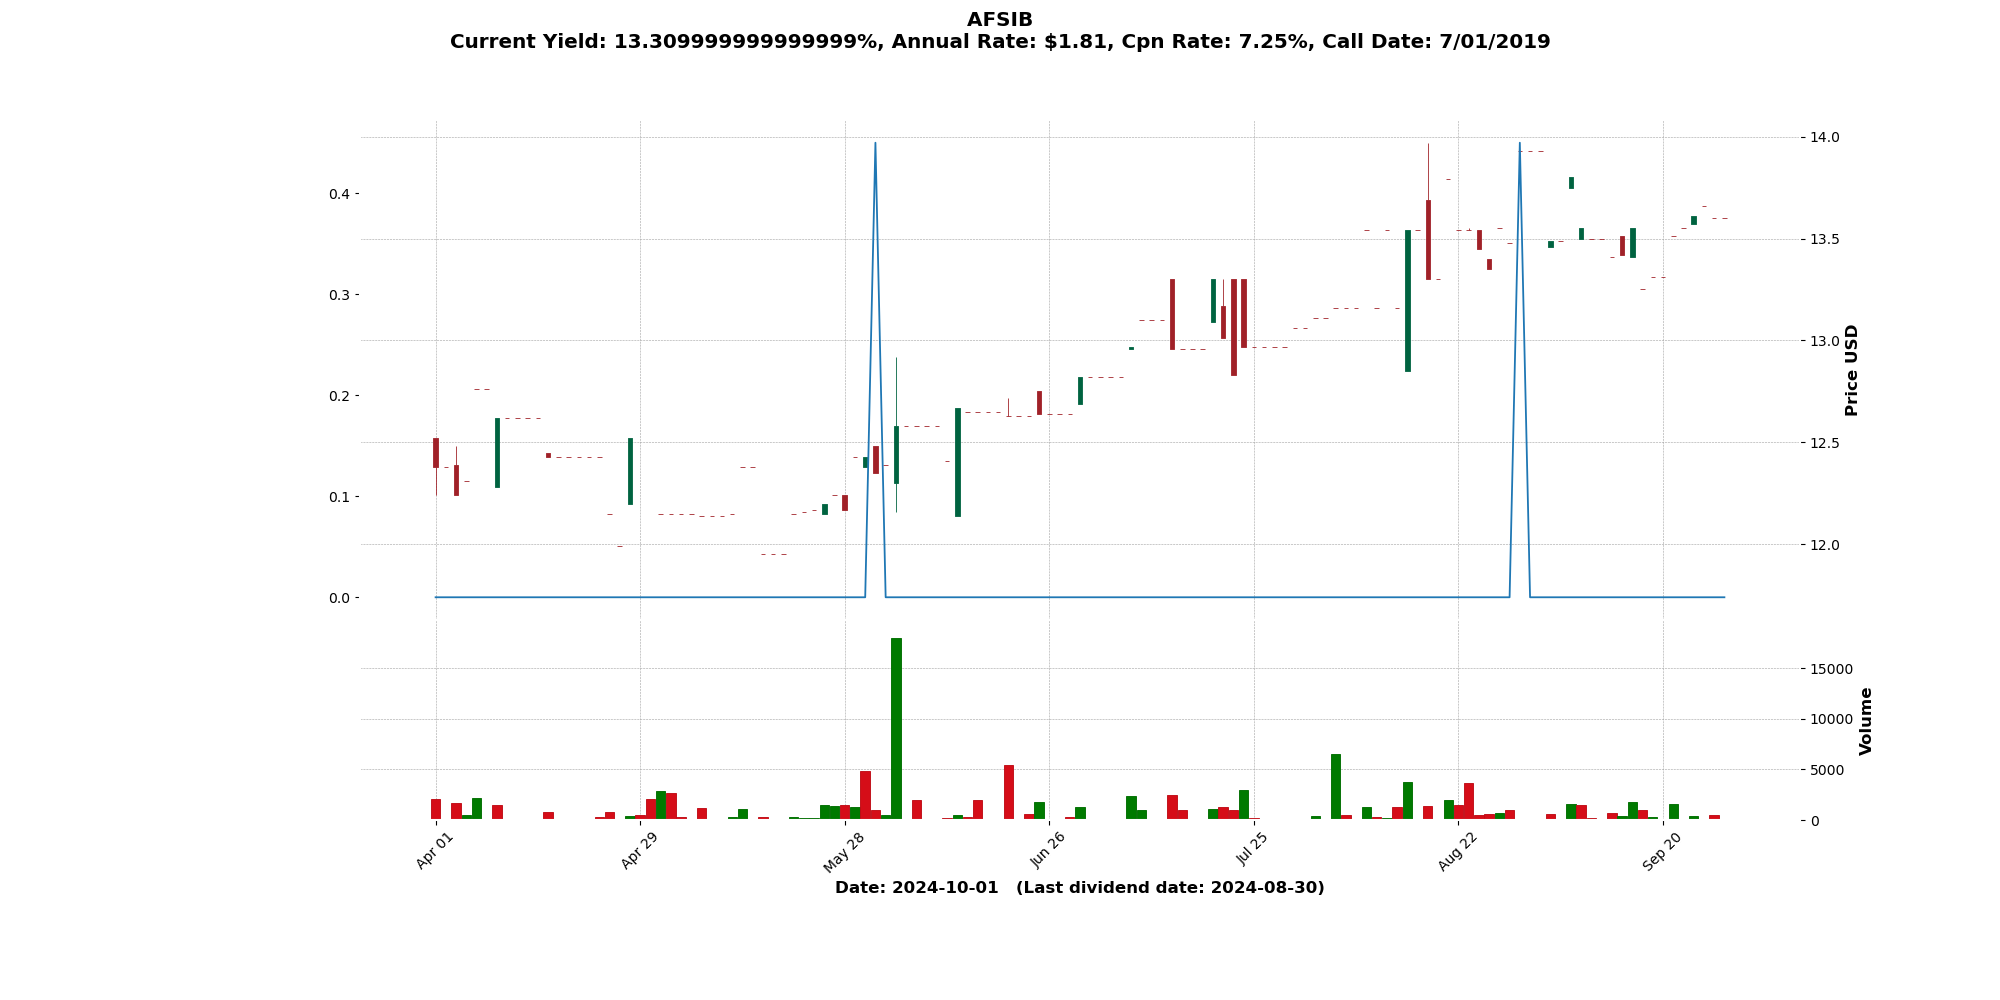 AFSIB
Current Yield: 13.309999999999999%, Annual Rate: $1.81, Cpn Rate: 7.25%, Call Date: 7/01/2019
14.0
0.4
13.5
0.3
13.0
Price USD
0.2
12.5
0.1
12.0
0.0
15000
10000
Volume
5000
0
Apr 01
Apr 29
May 28
Jun 26
Jul 25
Aug 22
Sep 20
Date: 2024-10-01 (Last dividend date: 2024-08-30)